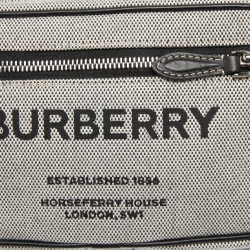 BURBERRY
ESTABLISHED 1856
HORSEFERRY HOUSE
LONDON, SW1